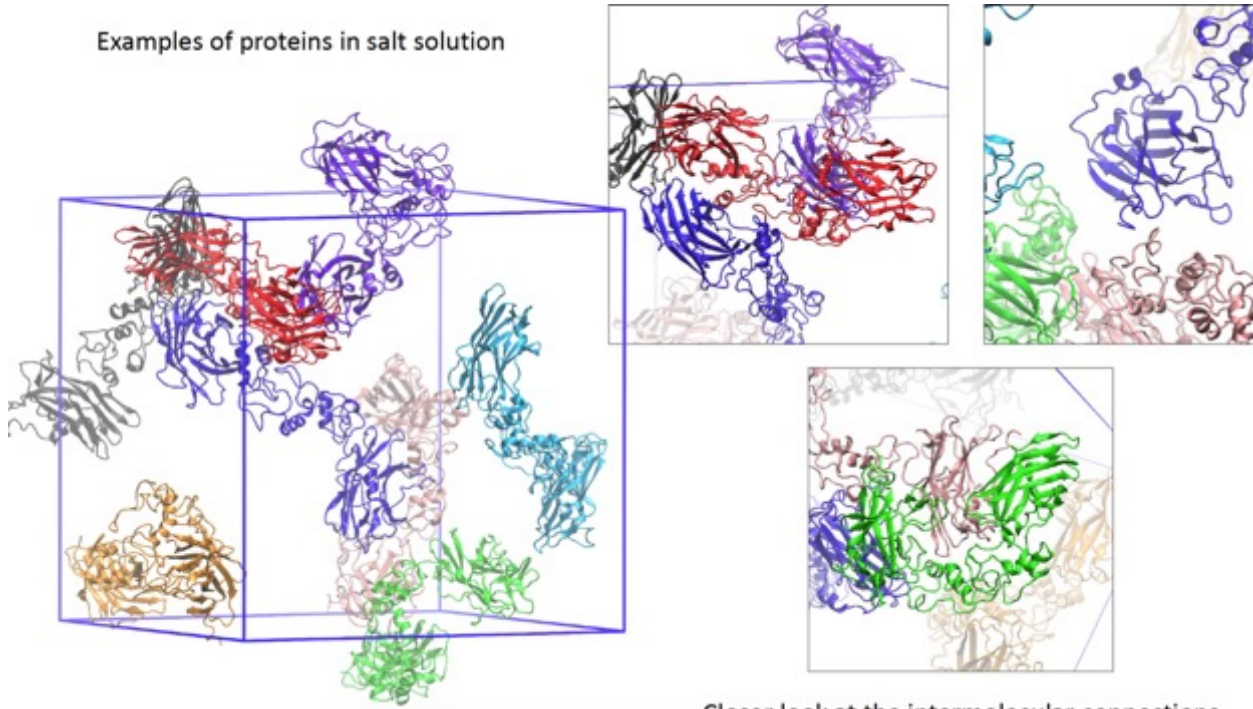 Examples of proteins in salt solution
Closer look at the intermolecular connections